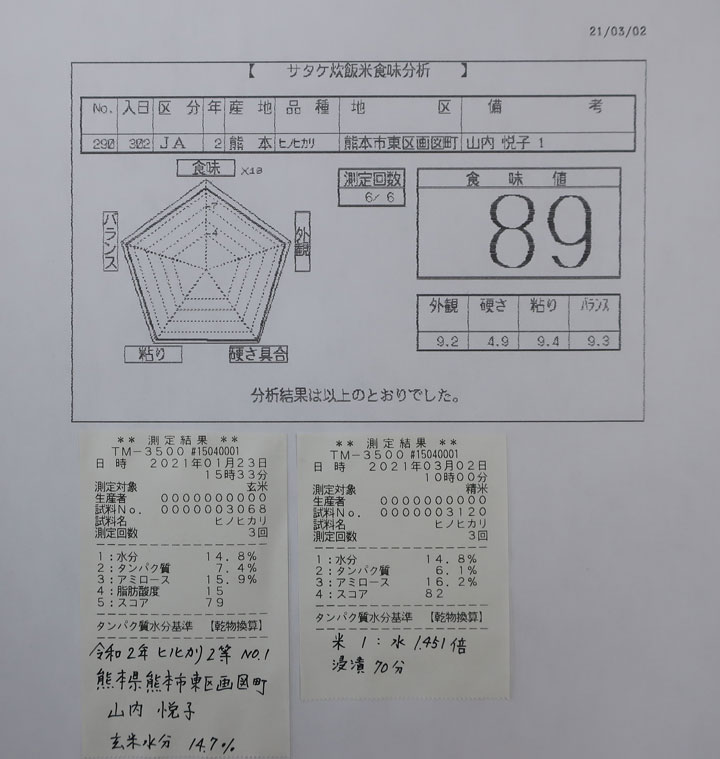 21/03/02
【 サタケ炊飯米食味分析 】
No. 入日 区分 年 産地 品種 地区 備考
290 302 JA 2 熊本 ヒノヒカリ 熊本市東区画図町 山内 悦子 1
食味 X10
7
4
外観
硬さ具合
粘り
バランス
測定回数
6/ 6
食味値
89
外観 硬さ 粘り バランス
9.2 4.9 9.4 9.3
分析結果は以上のとおりでした。
** 測定結果 **
TM-3500 #15040001
日 時 2021年01月23日
15時33分
測定対象 玄米
生産者 0000000000
試料No. 0000003068
試料名 ヒノヒカリ
測定回数 3回
1:水分 14.8%
2:タンパク質 7.4%
3:アミロース 15.9%
4:脂肪酸度 15
5:スコア 79
タンパク質水分基準 【乾物換算】
令和2年 ヒノヒカリ 2等 NO.1
熊本県熊本市東区画図町
山内 悦子
玄米水分 14.7%
** 測定結果 **
TM-3500 #15040001
日 時 2021年03月02日
10時00分
測定対象 精米
生産者 0000000000
試料No. 0000003120
試料名 ヒノヒカリ
測定回数 3回
1:水分 14.8%
2:タンパク質 6.1%
3:アミロース 16.2%
4:スコア 82
タンパク質水分基準 【乾物換算】
米 1:水 1.451倍
浸漬 70分